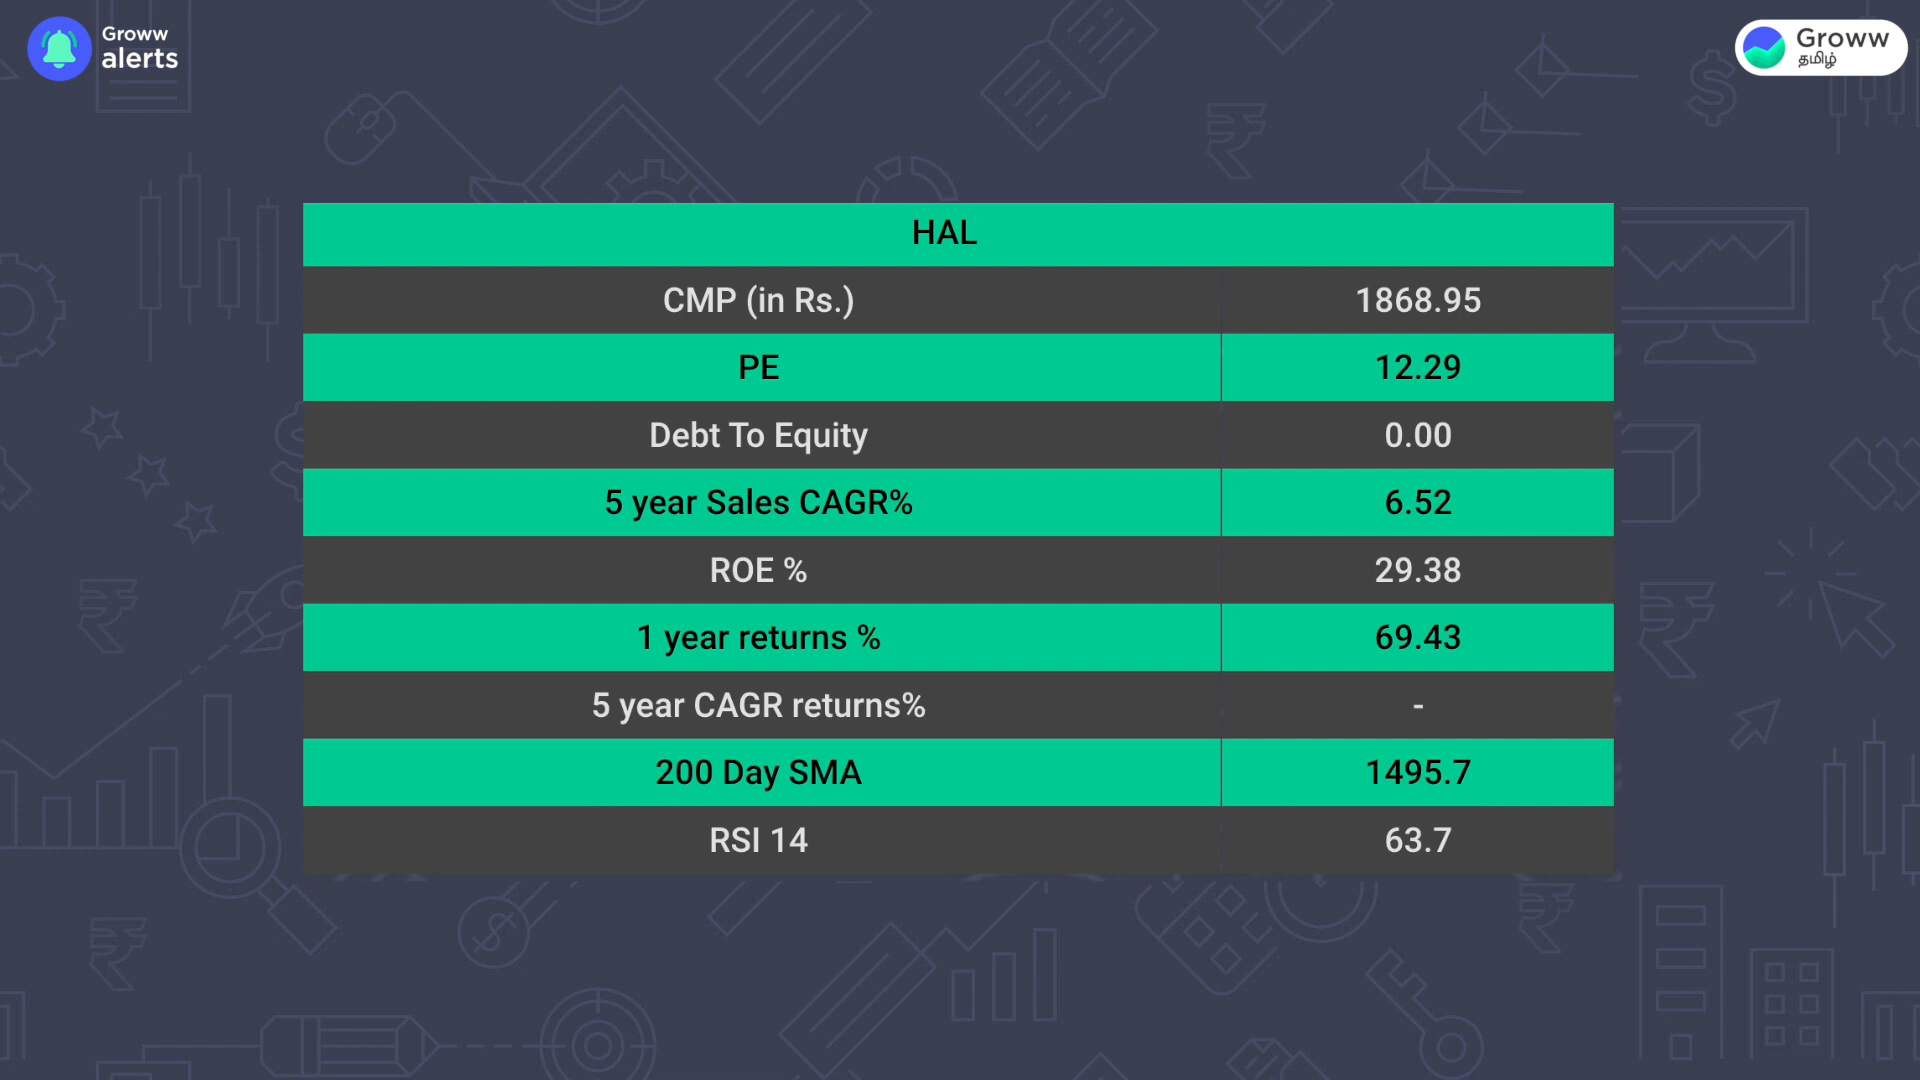 Groww
alerts
Groww
தமிழ்
HAL
CMP (in Rs.) 1868.95
PE 12.29
Debt To Equity 0.00
5 year Sales CAGR% 6.52
ROE % 29.38
1 year returns % 69.43
5 year CAGR returns% -
200 Day SMA 1495.7
RSI 14 63.7